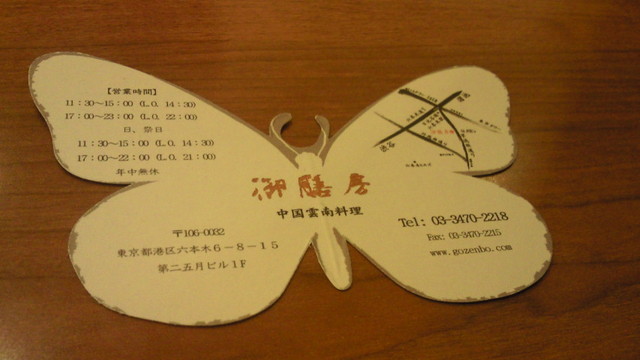 【営業時間】
11:30～15:00 (L.O. 14:30)
17:00～23:00 (L.O. 22:00)
日、祭日
11:30～15:00 (L.O. 14:30)
17:00～22:00 (L.O. 21:00)
年中無休
渋谷
御膳房
中国雲南料理
〒106-0032
東京都港区六本木6-8-15
第二五月ビル1F
Tel: 03-3470-2218
Fax: 03-3470-2215
www.gozenbo.com